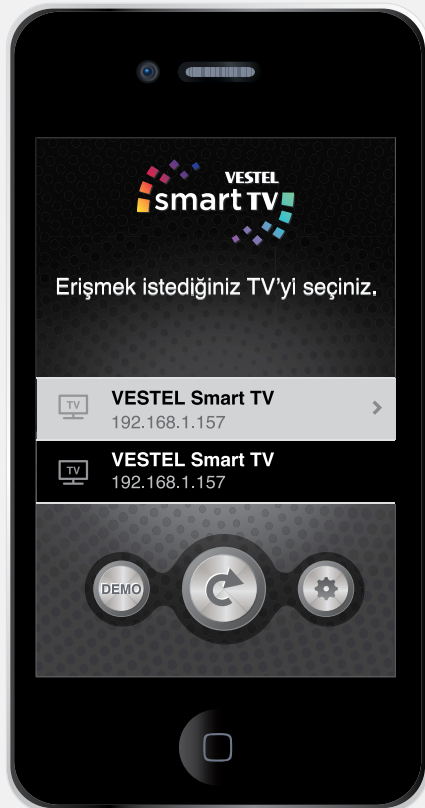 VESTEL
smart TV
Erişmek istediğiniz TV'yi seçiniz.
TV
VESTEL Smart TV
192.168.1.157
TV
VESTEL Smart TV
192.168.1.157
DEMO